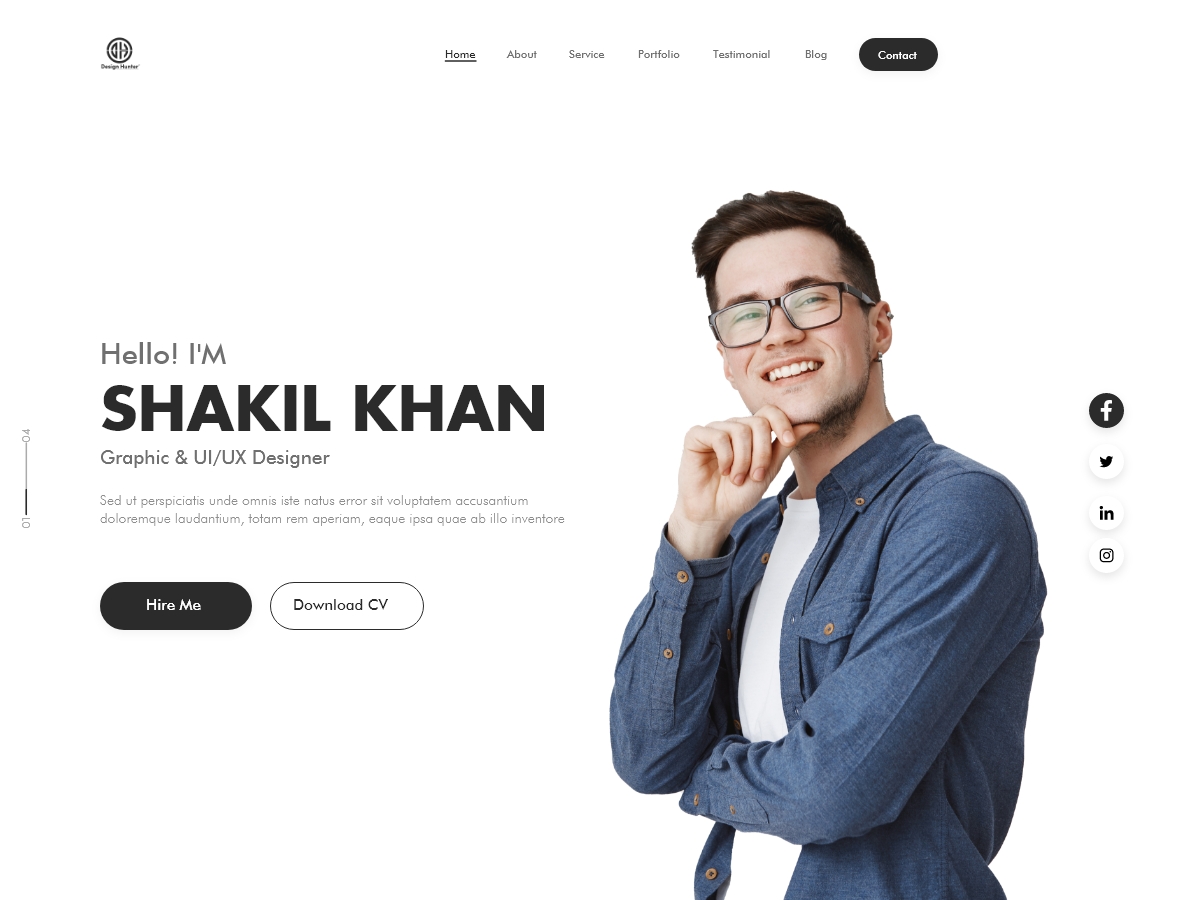 Design Hunter
Home About Service Portfolio Testimonial Blog Contact
Hello! I'M
SHAKIL KHAN
Graphic & UI/UX Designer
Sed ut perspiciatis unde omnis iste natus error sit voluptatem accusantium
doloremque laudantium, totam rem aperiam, eaque ipsa quae ab illo inventore
Hire Me
Download CV
04
01